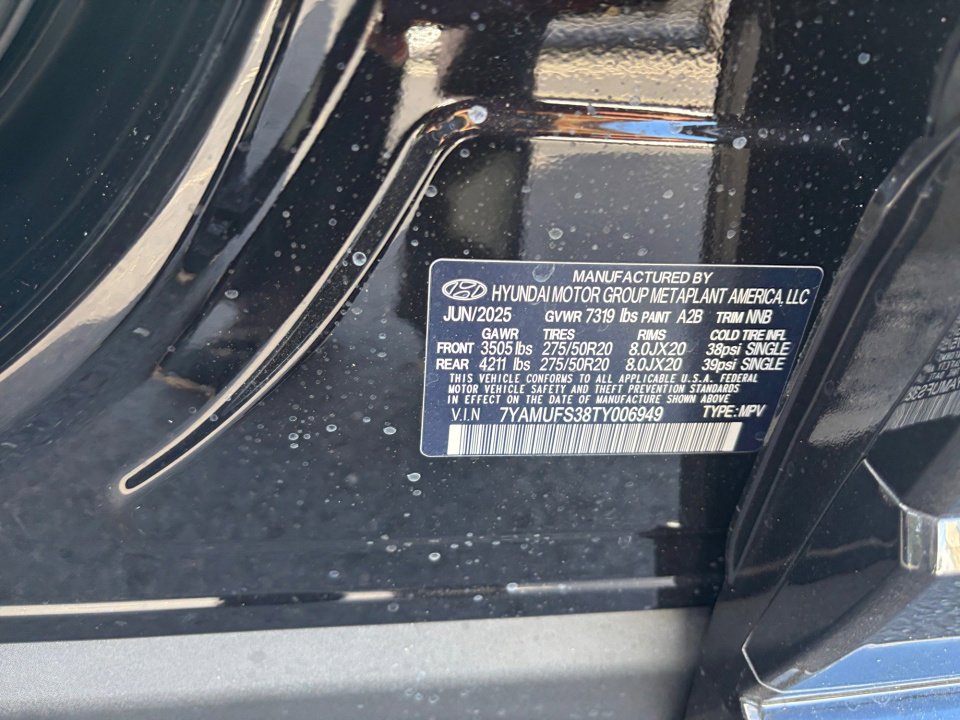 MANUFACTURED BY
HYUNDAI MOTOR GROUP METAPLANT AMERICA, LLC
JUN/2025 GVWR 7319 lbs PAINT A2B TRIM NNB
GAWR TIRES RIMS COLD TIRE INFL
FRONT 3505 lbs 275/50R20 8.0JX20 38psi SINGLE
REAR 4211 lbs 275/50R20 8.0JX20 39psi SINGLE
THIS VEHICLE CONFORMS TO ALL APPLICABLE U.S.A. FEDERAL
MOTOR VEHICLE SAFETY AND THEFT PREVENTION STANDARDS
IN EFFECT ON THE DATE OF MANUFACTURE SHOWN ABOVE
V.I.N 7YAMUFS38TY006949 TYPE: MPV